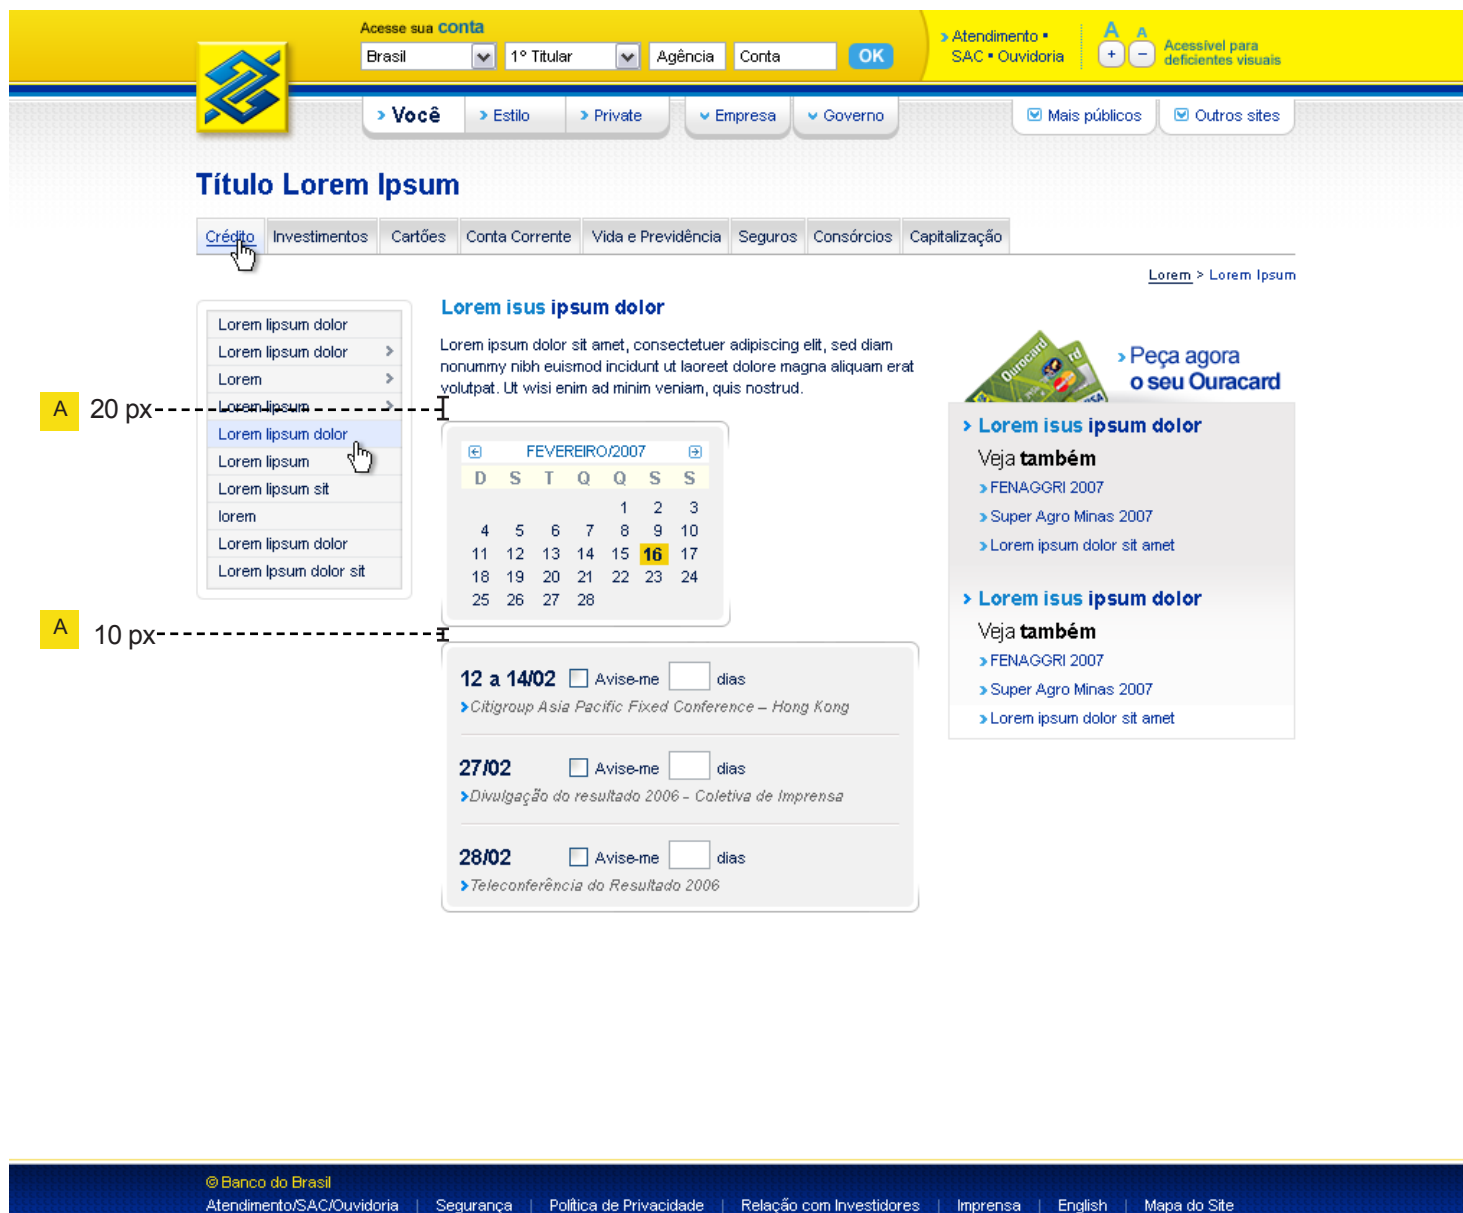 Acesse sua conta
Brasil 1º Titular Agência Conta OK
Atendimento ▪
SAC ▪ Ouvidoria
A A
+ −
Acessível para
deficientes visuais
Você Estilo Private Empresa Governo Mais públicos Outros sites
Título Lorem Ipsum
Crédito Investimentos Cartões Conta Corrente Vida e Previdência Seguros Consórcios Capitalização
Lorem > Lorem Ipsum
Lorem lipsum dolor
Lorem lipsum dolor
Lorem
Lorem lipsum
Lorem lipsum dolor
Lorem lipsum
Lorem lipsum sit
lorem
Lorem lipsum dolor
Lorem Ipsum dolor sit
A 20 px
A 10 px
Lorem isus ipsum dolor
Lorem ipsum dolor sit amet, consectetuer adipiscing elit, sed diam
nonummy nibh euismod incidunt ut laoreet dolore magna aliquam erat
volutpat. Ut wisi enim ad minim veniam, quis nostrud.
FEVEREIRO/2007
D S T Q Q S S
1 2 3
4 5 6 7 8 9 10
11 12 13 14 15 16 17
18 19 20 21 22 23 24
25 26 27 28
12 a 14/02 Avise-me dias
Citigroup Asia Pacific Fixed Conference – Hong Kong
27/02 Avise-me dias
Divulgação do resultado 2006 - Coletiva de Imprensa
28/02 Avise-me dias
Teleconferência do Resultado 2006
Ourocard
Peça agora
o seu Ouracard
Lorem isus ipsum dolor
Veja também
FENAGGRI 2007
Super Agro Minas 2007
Lorem ipsum dolor sit amet
Lorem isus ipsum dolor
Veja também
FENAGGRI 2007
Super Agro Minas 2007
Lorem ipsum dolor sit amet
© Banco do Brasil
Atendimento/SAC/Ouvidoria | Segurança | Política de Privacidade | Relação com Investidores | Imprensa | English | Mapa do Site